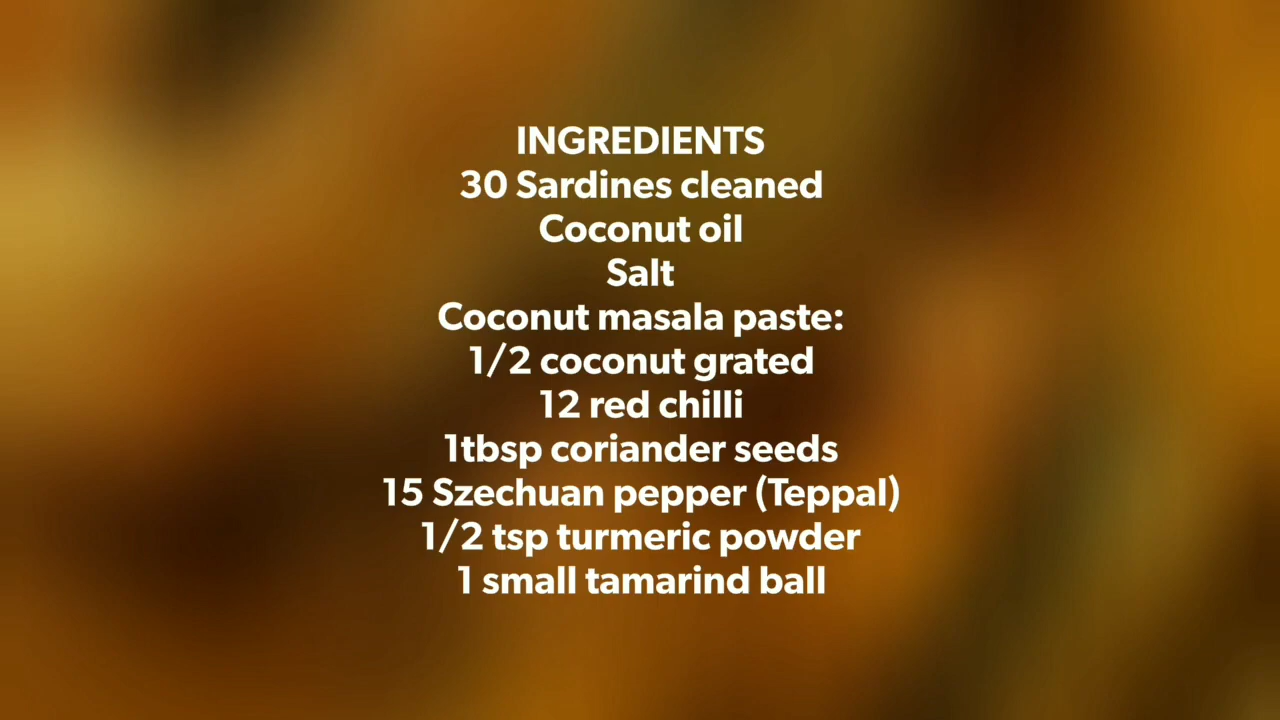 INGREDIENTS
30 Sardines cleaned
Coconut oil
Salt
Coconut masala paste:
1/2 coconut grated
12 red chilli
1tbsp coriander seeds
15 Szechuan pepper (Teppal)
1/2 tsp turmeric powder
1 small tamarind ball